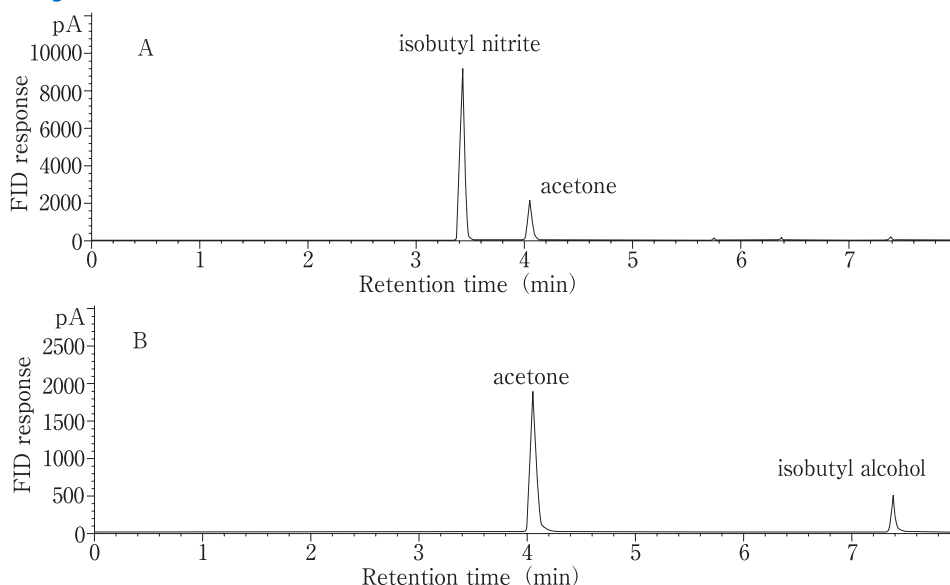 pA
A
isobutyl nitrite
10000
8000
6000
4000
acetone
2000
0
FID response
0 1 2 3 4 5 6 7
Retention time (min)
pA
B
2500
acetone
2000
1500
1000
isobutyl alcohol
500
0
FID response
0 1 2 3 4 5 6 7
Retention time (min)